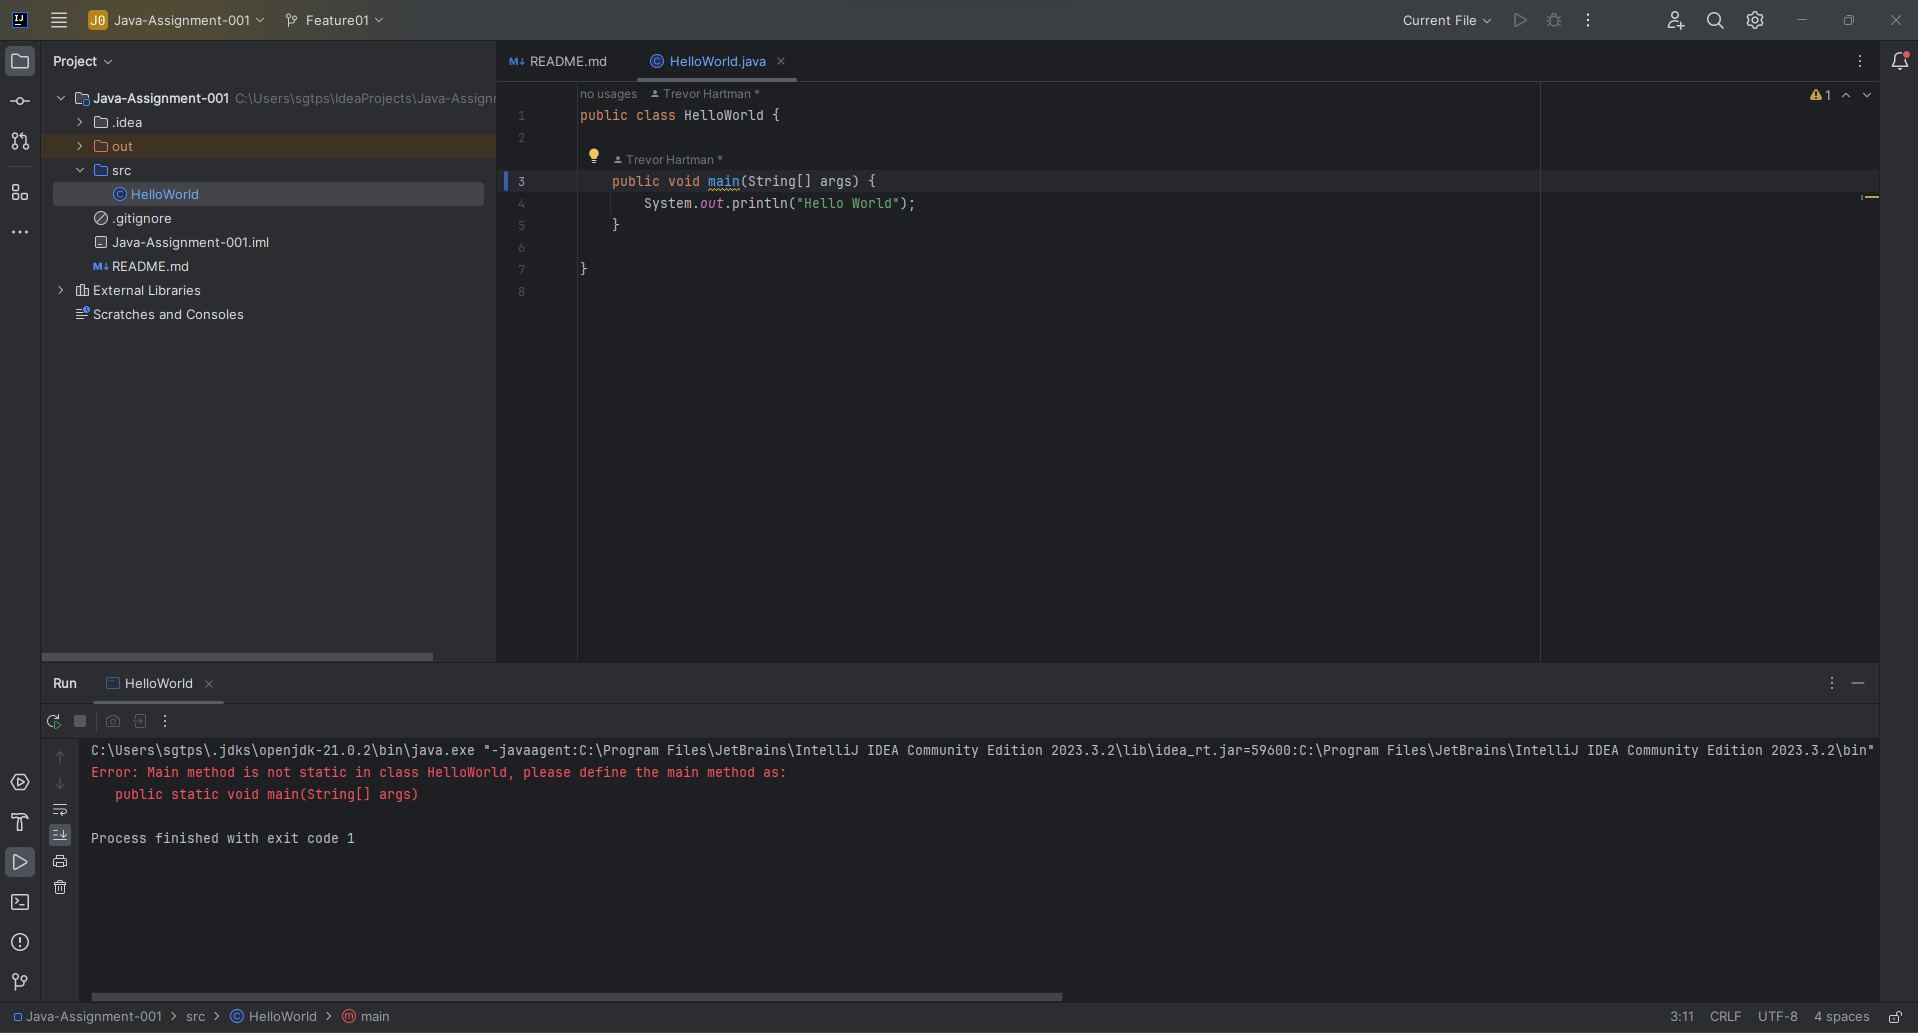 IJ
J0 Java-Assignment-001 Feature01 Current File
Project
README.md HelloWorld.java
Java-Assignment-001 C:\Users\sgtps\IdeaProjects\Java-Assignm
.idea
out
src
HelloWorld
.gitignore
Java-Assignment-001.iml
M↓ README.md
External Libraries
Scratches and Consoles
no usages Trevor Hartman *
1 public class HelloWorld {
2
Trevor Hartman *
3 public void main(String[] args) {
4 System.out.println("Hello World");
5 }
6
7 }
8
1
Run HelloWorld
C:\Users\sgtps\.jdks\openjdk-21.0.2\bin\java.exe "-javaagent:C:\Program Files\JetBrains\IntelliJ IDEA Community Edition 2023.3.2\lib\idea_rt.jar=59600:C:\Program Files\JetBrains\IntelliJ IDEA Community Edition 2023.3.2\bin"
Error: Main method is not static in class HelloWorld, please define the main method as:
public static void main(String[] args)
Process finished with exit code 1
Java-Assignment-001 > src > HelloWorld > main 3:11 CRLF UTF-8 4 spaces